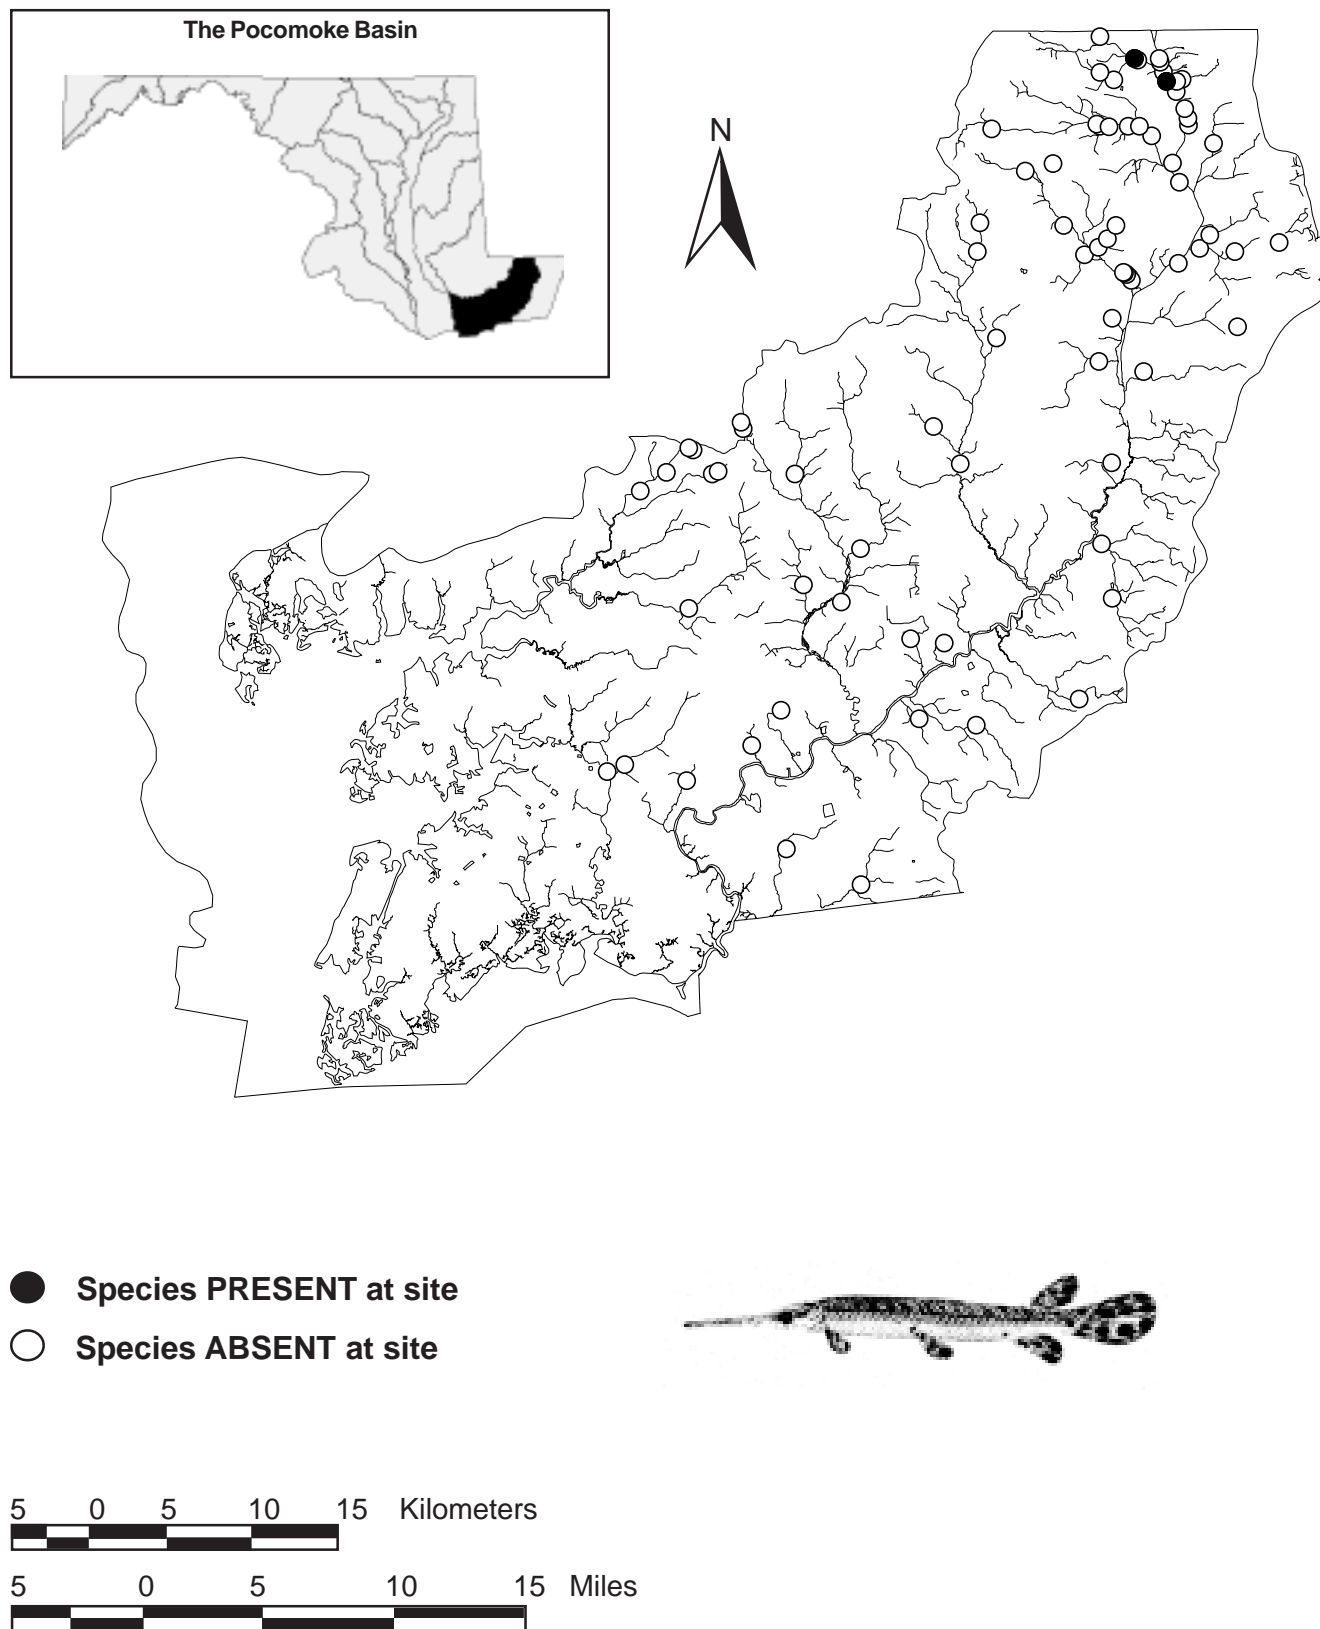 The Pocomoke Basin
N
Species PRESENT at site
Species ABSENT at site
5 0 5 10 15 Kilometers
5 0 5 10 15 Miles